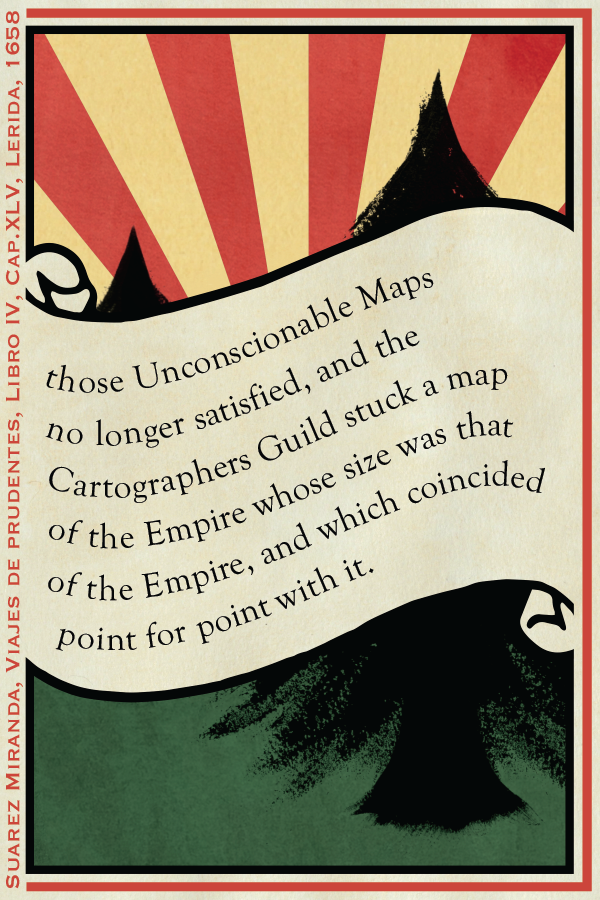 those Unconscionable Maps
no longer satisfied, and the
Cartographers Guild stuck a map
of the Empire whose size was that
of the Empire, and which coincided
point for point with it.
Suarez Miranda, Viajes de prudentes, Libro IV, Cap.XLV, Lerida, 1658